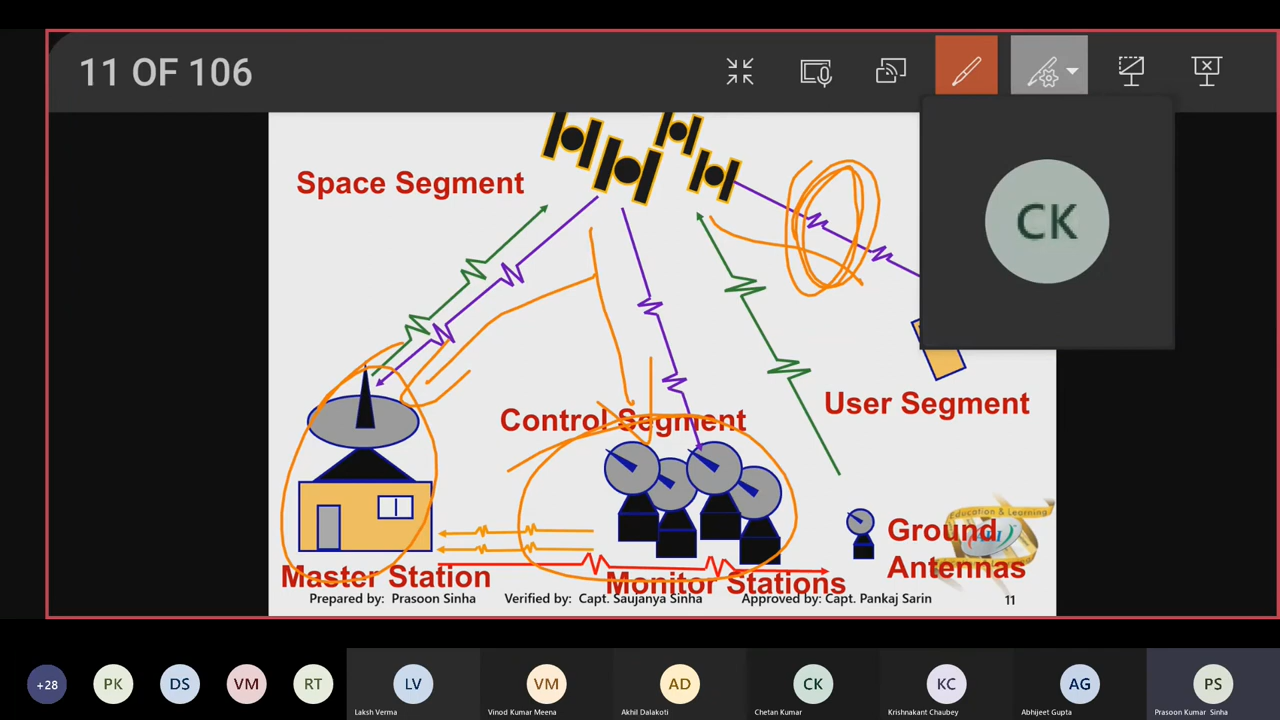 11 OF 106
CK
Space Segment
Control Segment
User Segment
Education & Learning
Ground
Antennas
Master Station
Monitor Stations
Prepared by: Prasoon Sinha Verified by: Capt. Saujanya Sinha Approved by: Capt. Pankaj Sarin 11
+28 PK DS VM RT LV VM AD CK KC AG PS
Laksh Verma Vinod Kumar Meena Akhil Dalakoti Chetan Kumar Krishnakant Chaubey Abhijeet Gupta Prasoon Kumar Sinha